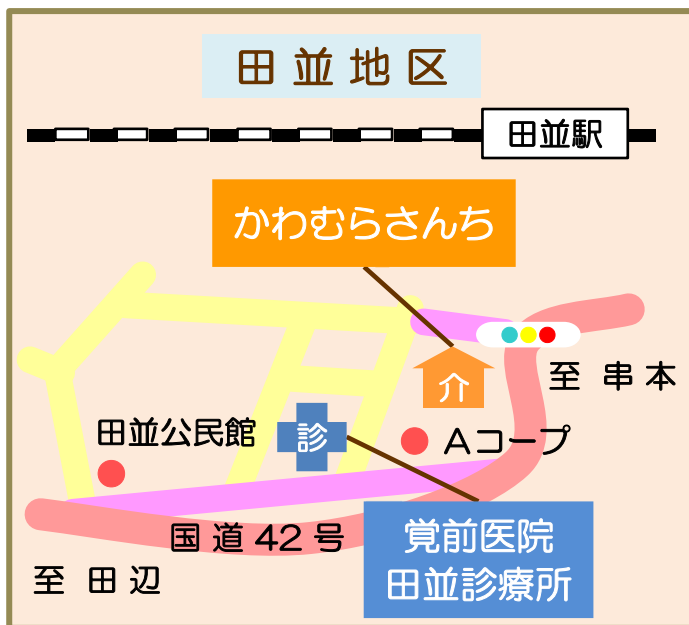 田並地区
田並駅
かわむらさんち
介
至 串本
田並公民館
診
Aコープ
国道42号
覚前医院
田並診療所
至 田辺